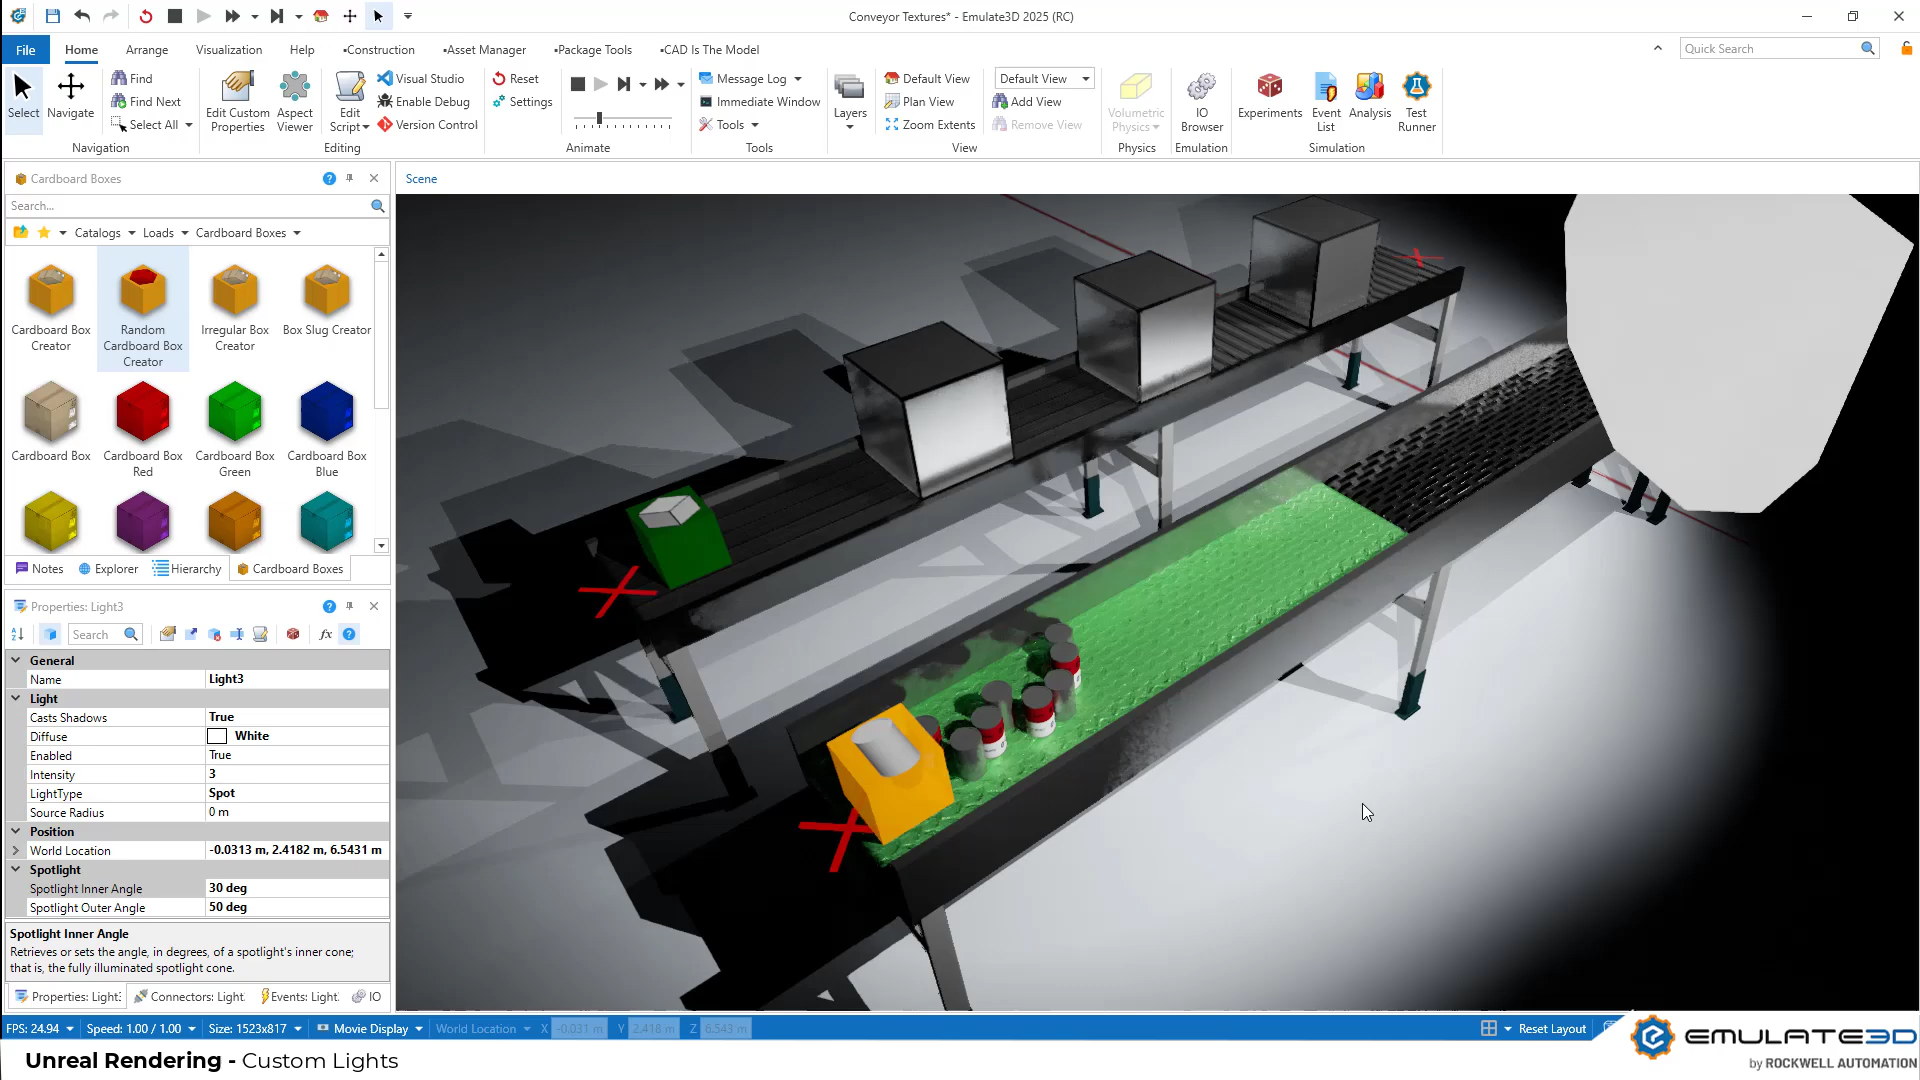 Conveyor Textures* - Emulate3D 2025 (RC)
File Home Arrange Visualization Help •Construction •Asset Manager •Package Tools •CAD Is The Model Quick Search
Select Navigate Find Find Next Select All Navigation
Edit Custom Properties Aspect Viewer Edit Script Visual Studio Enable Debug Version Control Editing
Reset Settings Animate
Message Log Immediate Window Tools Tools
Layers Default View Plan View Zoom Extents Default View Add View Remove View View
Volumetric Physics Physics
IO Browser Emulation
Experiments Event List Analysis Test Runner Simulation
Cardboard Boxes
Search...
Catalogs Loads Cardboard Boxes
Cardboard Box Creator Random Cardboard Box Creator Irregular Box Creator Box Slug Creator
Cardboard Box Cardboard Box Red Cardboard Box Green Cardboard Box Blue
Notes Explorer Hierarchy Cardboard Boxes
Scene
Properties: Light3
Search fx
General
Name Light3
Light
Casts Shadows True
Diffuse White
Enabled True
Intensity 3
LightType Spot
Source Radius 0 m
Position
World Location -0.0313 m, 2.4182 m, 6.5431 m
Spotlight
Spotlight Inner Angle 30 deg
Spotlight Outer Angle 50 deg
Spotlight Inner Angle
Retrieves or sets the angle, in degrees, of a spotlight's inner cone;
that is, the fully illuminated spotlight cone.
Properties: Light Connectors: Light Events: Light IO
FPS: 24.94 Speed: 1.00 / 1.00 Size: 1523x817 Movie Display World Location X -0.031 m Y 2.418 m Z 6.543 m Reset Layout
Unreal Rendering - Custom Lights
EMULATE3D
by ROCKWELL AUTOMATION